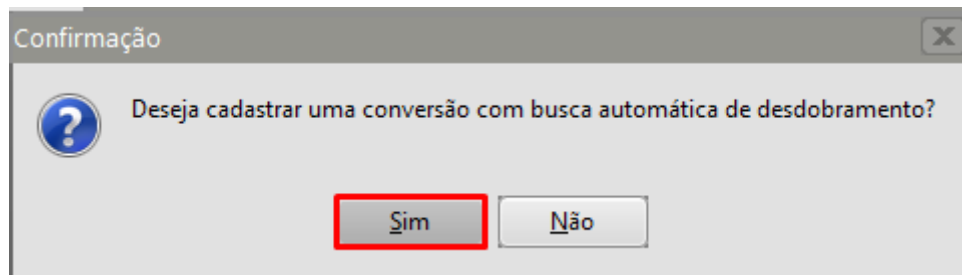 Confirmação
Deseja cadastrar uma conversão com busca automática de desdobramento?
Sim
Não